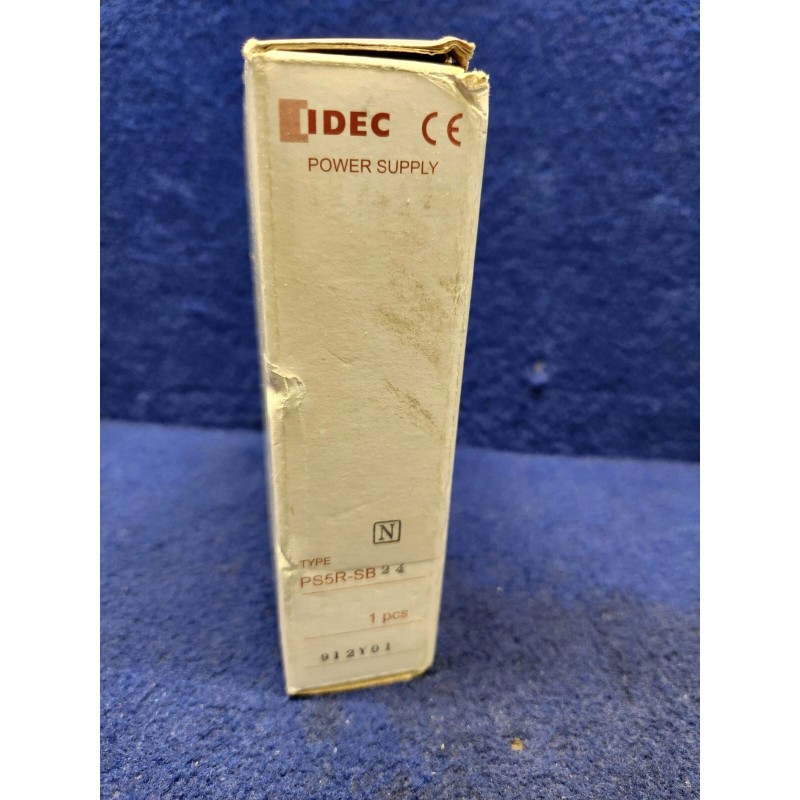 IDEC CE
POWER SUPPLY
N
TYPE
PS5R-SB24
1 pcs
912Y01